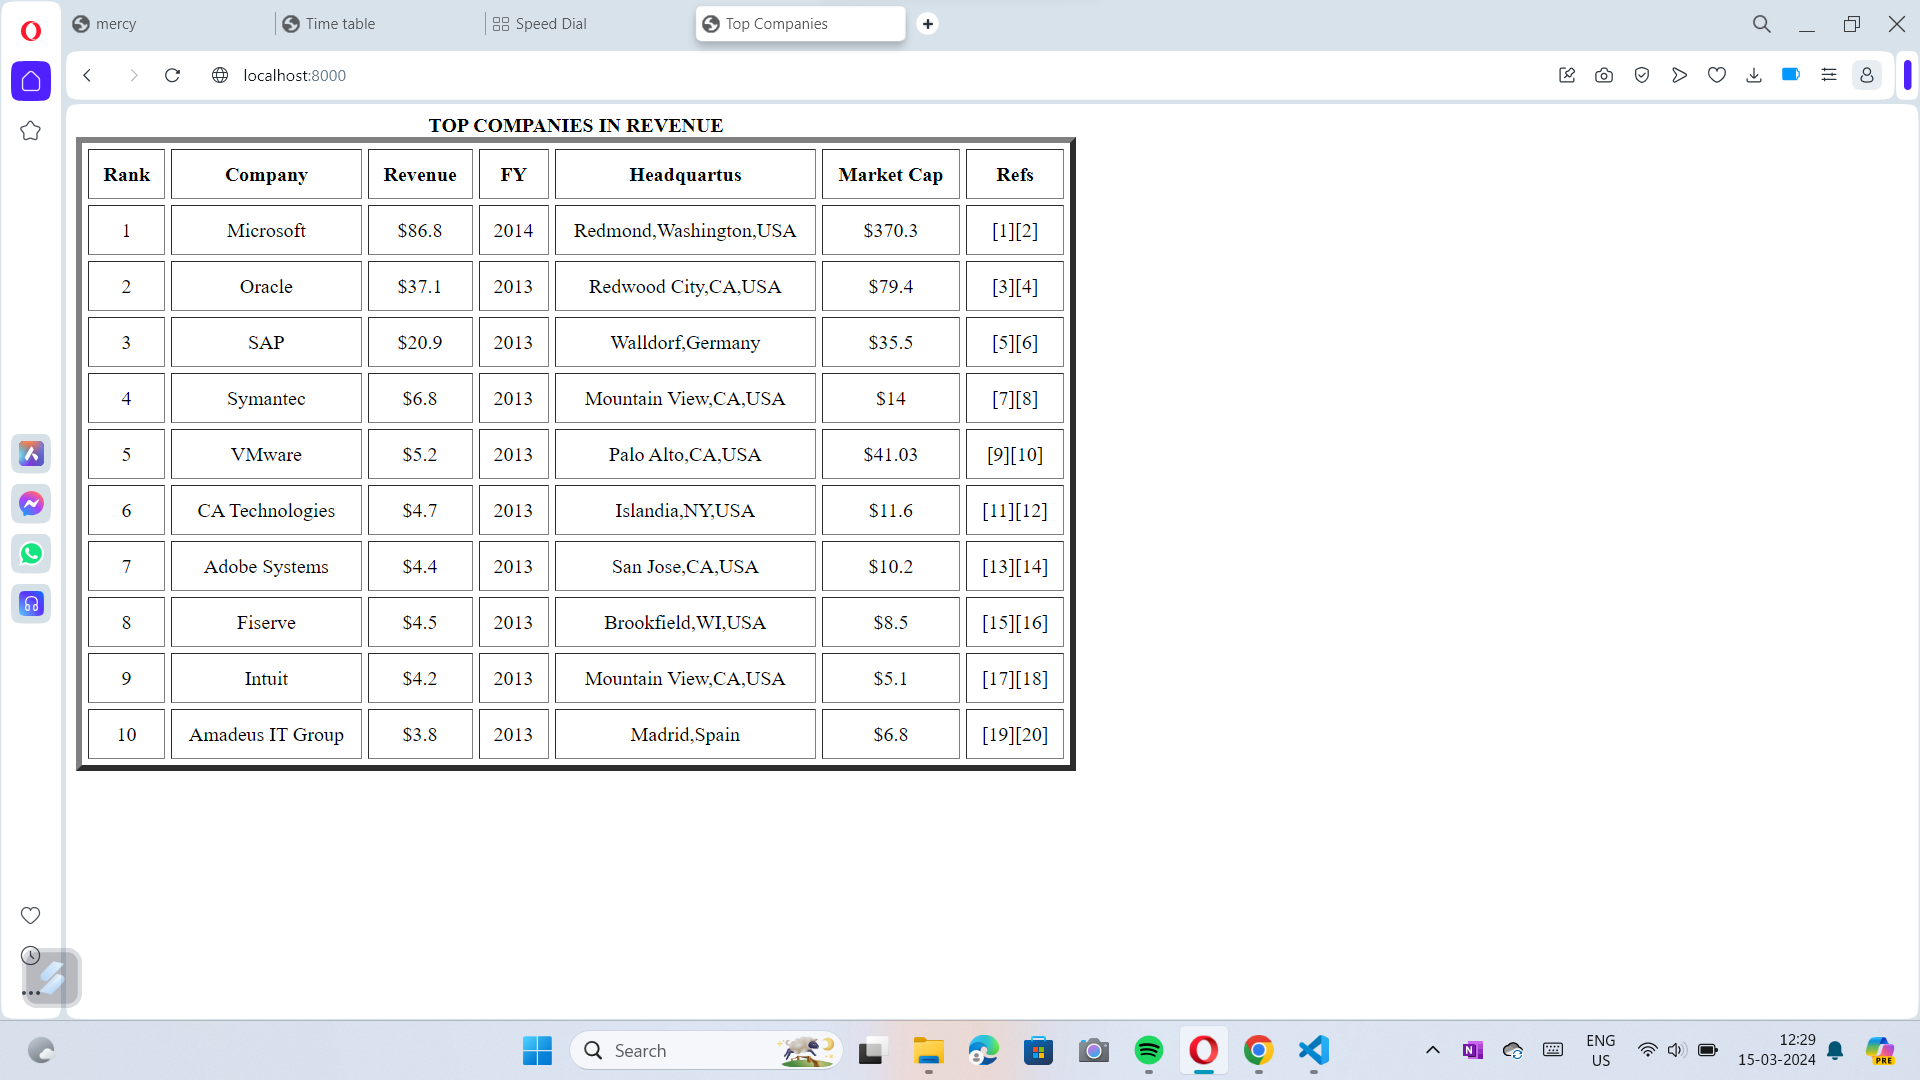 mercy
Time table
Speed Dial
Top Companies
localhost:8000
TOP COMPANIES IN REVENUE
Rank Company Revenue FY Headquartus Market Cap Refs
1 Microsoft $86.8 2014 Redmond,Washington,USA $370.3 [1][2]
2 Oracle $37.1 2013 Redwood City,CA,USA $79.4 [3][4]
3 SAP $20.9 2013 Walldorf,Germany $35.5 [5][6]
4 Symantec $6.8 2013 Mountain View,CA,USA $14 [7][8]
5 VMware $5.2 2013 Palo Alto,CA,USA $41.03 [9][10]
6 CA Technologies $4.7 2013 Islandia,NY,USA $11.6 [11][12]
7 Adobe Systems $4.4 2013 San Jose,CA,USA $10.2 [13][14]
8 Fiserve $4.5 2013 Brookfield,WI,USA $8.5 [15][16]
9 Intuit $4.2 2013 Mountain View,CA,USA $5.1 [17][18]
10 Amadeus IT Group $3.8 2013 Madrid,Spain $6.8 [19][20]
Search
ENG
US
12:29
15-03-2024
PRE